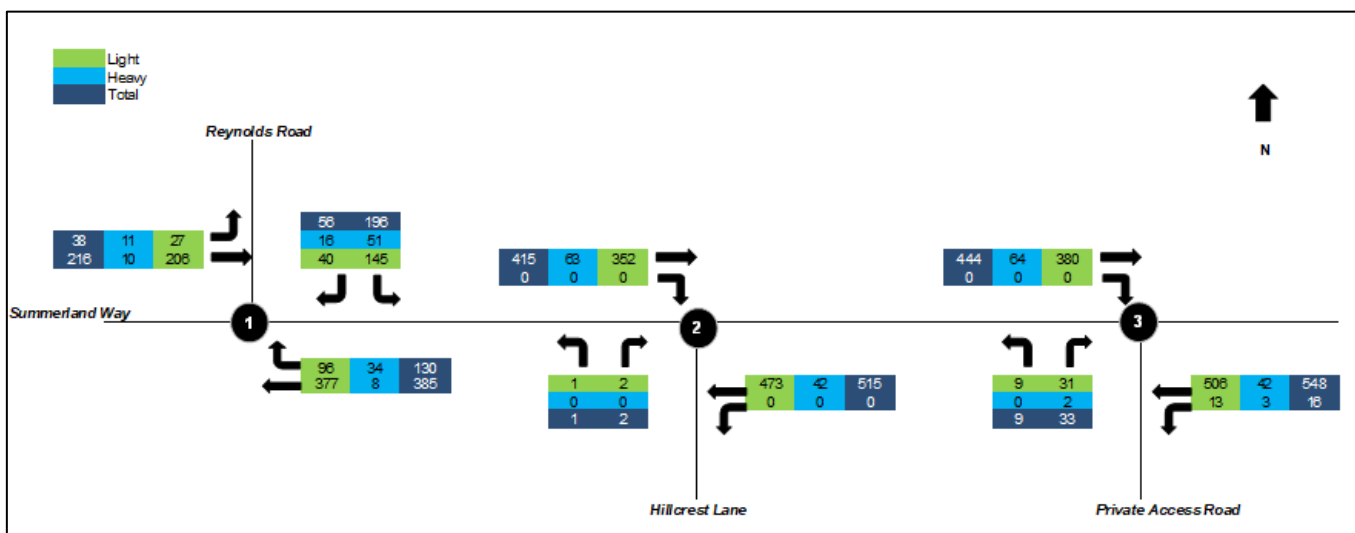 Light
Heavy
Total
N
Reynolds Road
56 196
16 51
40 145
38 11 27
216 10 206
415 63 352
0 0 0
444 64 380
0 0 0
Summerland Way
1
2
3
96 34 130
377 8 385
1 2
0 0
1 2
473 42 515
0 0 0
9 31
0 2
9 33
506 42 548
13 3 16
Hillcrest Lane
Private Access Road